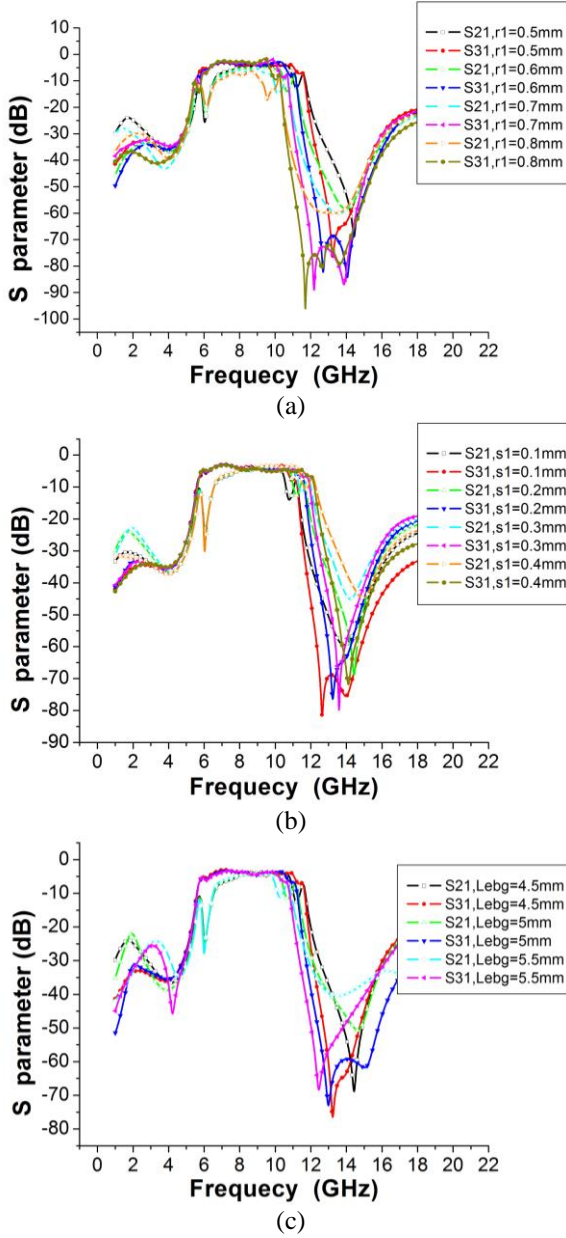 S21,r1=0.5mm
S31,r1=0.5mm
S21,r1=0.6mm
S31,r1=0.6mm
S21,r1=0.7mm
S31,r1=0.7mm
S21,r1=0.8mm
S31,r1=0.8mm
S parameter (dB)
10
0
-10
-20
-30
-40
-50
-60
-70
-80
-90
-100
0 2 4 6 8 10 12 14 16 18 20 22
Frequecy (GHz)
(a)
S21,s1=0.1mm
S31,s1=0.1mm
S21,s1=0.2mm
S31,s1=0.2mm
S21,s1=0.3mm
S31,s1=0.3mm
S21,s1=0.4mm
S31,s1=0.4mm
S parameter (dB)
10
0
-10
-20
-30
-40
-50
-60
-70
-80
-90
0 2 4 6 8 10 12 14 16 18 20 22
Frequecy (GHz)
(b)
S21,Lebg=4.5mm
S31,Lebg=4.5mm
S21,Lebg=5mm
S31,Lebg=5mm
S21,Lebg=5.5mm
S31,Lebg=5.5mm
S parameter (dB)
0
-10
-20
-30
-40
-50
-60
-70
-80
0 2 4 6 8 10 12 14 16 18 20 22
Frequecy (GHz)
(c)